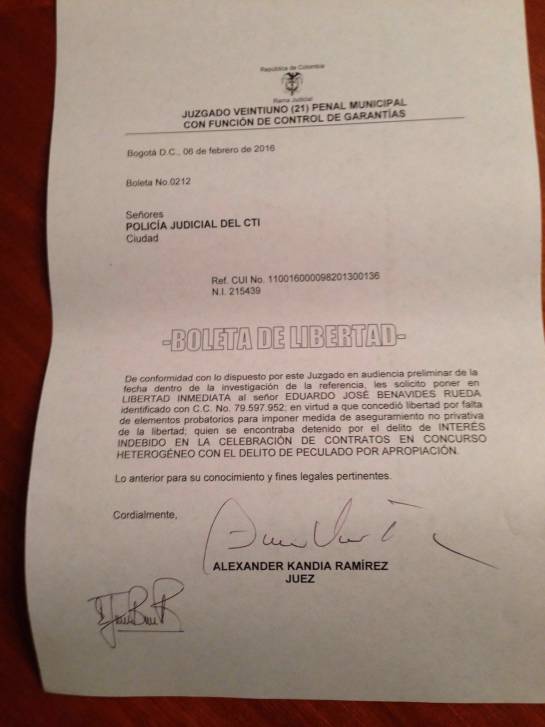 República de Colombia
Rama Judicial
JUZGADO VEINTIUNO (21) PENAL MUNICIPAL
CON FUNCIÓN DE CONTROL DE GARANTÍAS
Bogotá D.C., 06 de febrero de 2016
Boleta No.0212
Señores
POLICÍA JUDICIAL DEL CTI
Ciudad
Ref. CUI No. 110016000098201300136
N.I. 215439
-BOLETA DE LIBERTAD-
De conformidad con lo dispuesto por este Juzgado en audiencia preliminar de la
fecha dentro de la investigación de la referencia, les solicito poner en
LIBERTAD INMEDIATA al señor EDUARDO JOSÉ BENAVIDES RUEDA
identificado con C.C. No. 79.597.952; en virtud a que concedió libertad por falta
de elementos probatorios para imponer medida de aseguramiento no privativa
de la libertad; quien se encontraba detenido por el delito de INTERÉS
INDEBIDO EN LA CELEBRACIÓN DE CONTRATOS EN CONCURSO
HETEROGÉNEO CON EL DELITO DE PECULADO POR APROPIACIÓN.
Lo anterior para su conocimiento y fines legales pertinentes.
Cordialmente,
ALEXANDER KANDIA RAMÍREZ
JUEZ